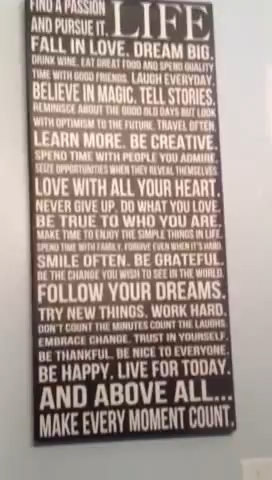 FIND A PASSION
AND PURSUE IT. LIFE
FALL IN LOVE. DREAM BIG.
DRINK WINE. EAT GREAT FOOD AND SPEND QUALITY
TIME WITH GOOD FRIENDS. LAUGH EVERYDAY.
BELIEVE IN MAGIC. TELL STORIES.
REMINISCE ABOUT THE GOOD OLD DAYS BUT LOOK
WITH OPTIMISM TO THE FUTURE. TRAVEL OFTEN.
LEARN MORE. BE CREATIVE.
SPEND TIME WITH PEOPLE YOU ADMIRE.
SEIZE OPPORTUNITIES WHEN THEY REVEAL THEMSELVES.
LOVE WITH ALL YOUR HEART.
NEVER GIVE UP. DO WHAT YOU LOVE.
BE TRUE TO WHO YOU ARE.
MAKE TIME TO ENJOY THE SIMPLE THINGS IN LIFE.
SPEND TIME WITH FAMILY. FORGIVE EVEN WHEN IT'S HARD.
SMILE OFTEN. BE GRATEFUL.
BE THE CHANGE YOU WISH TO SEE IN THE WORLD.
FOLLOW YOUR DREAMS.
TRY NEW THINGS. WORK HARD.
DON'T COUNT THE MINUTES COUNT THE LAUGHS.
EMBRACE CHANGE. TRUST IN YOURSELF.
BE THANKFUL. BE NICE TO EVERYONE.
BE HAPPY. LIVE FOR TODAY.
AND ABOVE ALL...
MAKE EVERY MOMENT COUNT.